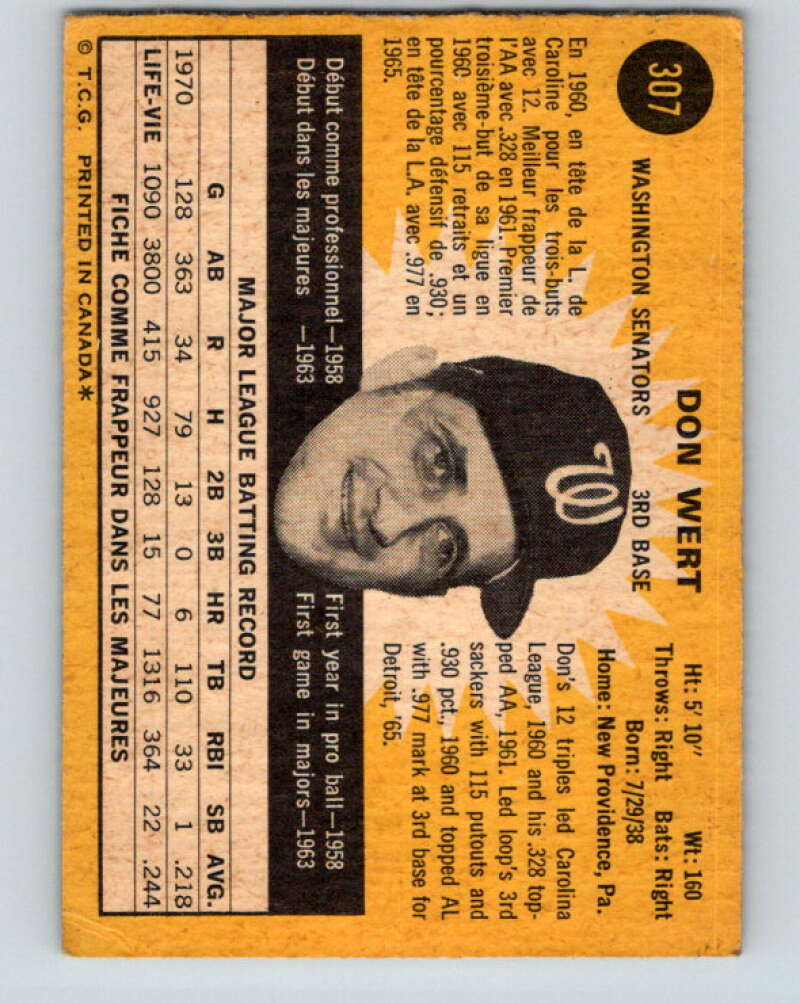 307
DON WERT
WASHINGTON SENATORS 3RD BASE
En 1960, en tête de la L. de
Caroline pour les trois-buts
avec 12. Meilleur frappeur de
l'AA avec .328 en 1961. Premier
troisième-but de sa ligue en
1960 avec 115 retraits et un
pourcentage défensif de .930;
en tête de la L.A. avec .977 en
1965.
Ht: 5' 10" Wt: 160
Throws: Right Bats: Right
Born: 7/29/38
Home: New Providence, Pa.
Don's 12 triples led Carolina
League, 1960 and his .328 top-
ped AA, 1961. Led loop's 3rd
sackers with 115 putouts and
.930 pct., 1960 and topped AL
with .977 mark at 3rd base for
Detroit, '65.
W
Début comme professionnel—1958
Début dans les majeures —1963
First year in pro ball—1958
First game in majors—1963
MAJOR LEAGUE BATTING RECORD
G AB R H 2B 3B HR TB RBI SB AVG.
1970 128 363 34 79 13 0 6 110 33 1 .218
LIFE-VIE 1090 3800 415 927 128 15 77 1316 364 22 .244
FICHE COMME FRAPPEUR DANS LES MAJEURES
© T.C.G. PRINTED IN CANADA*